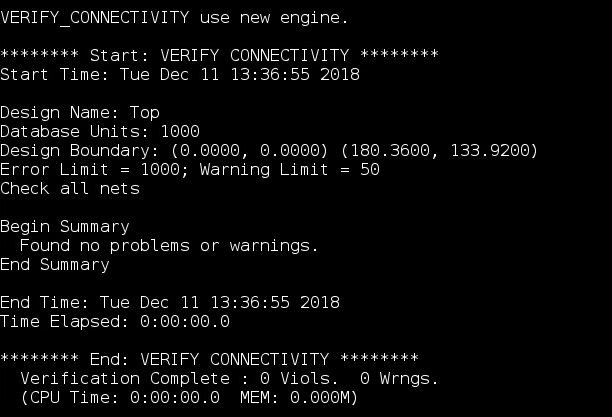 VERIFY_CONNECTIVITY use new engine.
******** Start: VERIFY CONNECTIVITY ********
Start Time: Tue Dec 11 13:36:55 2018
Design Name: Top
Database Units: 1000
Design Boundary: (0.0000, 0.0000) (180.3600, 133.9200)
Error Limit = 1000; Warning Limit = 50
Check all nets
Begin Summary
  Found no problems or warnings.
End Summary
End Time: Tue Dec 11 13:36:55 2018
Time Elapsed: 0:00:00.0
******** End: VERIFY CONNECTIVITY ********
  Verification Complete : 0 Viols.  0 Wrngs.
  (CPU Time: 0:00:00.0  MEM: 0.000M)